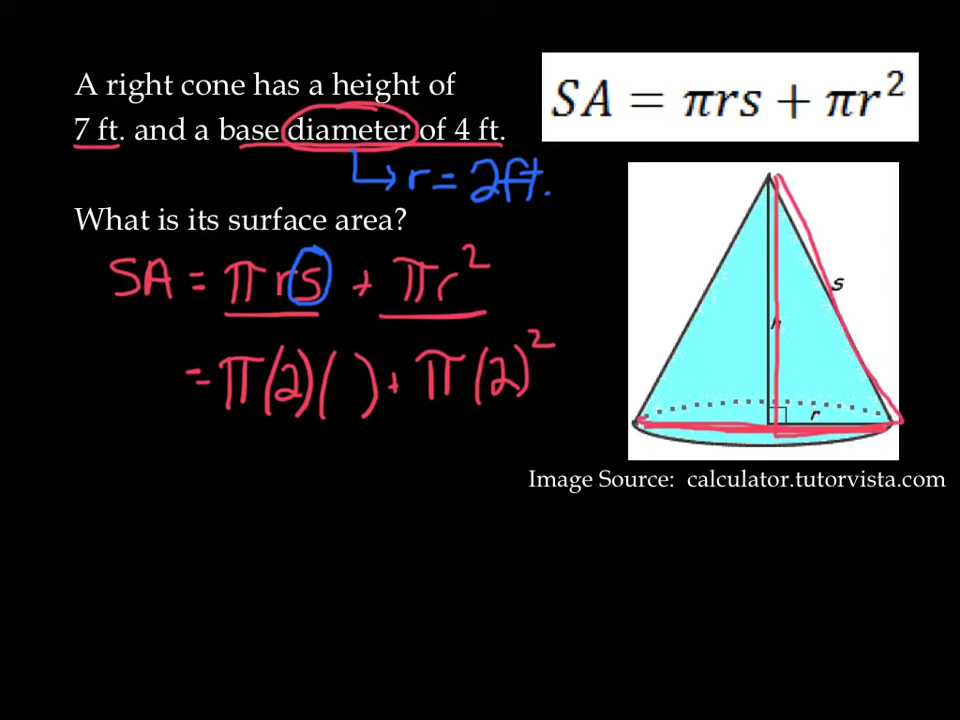 A right cone has a height of
7 ft. and a base diameter of 4 ft.
r = 2ft.
What is its surface area?
SA = πrs + πr²
= π(2)( ) + π(2)²
SA = πrs + πr²
s
h
r
Image Source: calculator.tutorvista.com